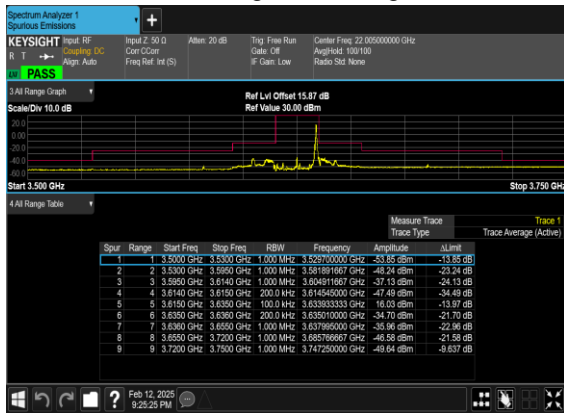 Spectrum Analyzer 1
Spurious Emissions
KEYSIGHT Input: RF Input Z: 50 Ω Atten: 20 dB Trig: Free Run Center Freq: 22.005000000 GHz
R T Coupling: DC Corr CCorr Gate: Off Avg|Hold: 100/100
Align: Auto Freq Ref: Int (S) IF Gain: Low Radio Std: None
PASS
3 All Range Graph
Ref Lvl Offset 15.87 dB
Scale/Div 10.0 dB Ref Value 30.00 dBm
20.0
0.00
-20.0
-40.0
-60.0
Start 3.500 GHz Stop 3.750 GHz
4 All Range Table
Measure Trace Trace 1
Trace Type Trace Average (Active)
Spur Range Start Freq Stop Freq RBW Frequency Amplitude ΔLimit
1 1 3.5000 GHz 3.5300 GHz 1.000 MHz 3.529700000 GHz -53.85 dBm -13.85 dB
2 2 3.5300 GHz 3.5950 GHz 1.000 MHz 3.581891667 GHz -48.24 dBm -23.24 dB
3 3 3.5950 GHz 3.6140 GHz 1.000 MHz 3.604911667 GHz -37.13 dBm -24.13 dB
4 4 3.6140 GHz 3.6150 GHz 200.0 kHz 3.614545000 GHz -47.49 dBm -34.49 dB
5 5 3.6150 GHz 3.6350 GHz 100.0 kHz 3.633933333 GHz 16.03 dBm -13.97 dB
6 6 3.6350 GHz 3.6360 GHz 200.0 kHz 3.635010000 GHz -34.70 dBm -21.70 dB
7 7 3.6360 GHz 3.6550 GHz 1.000 MHz 3.637995000 GHz -35.96 dBm -22.96 dB
8 8 3.6550 GHz 3.7200 GHz 1.000 MHz 3.685766667 GHz -46.58 dBm -21.58 dB
9 9 3.7200 GHz 3.7500 GHz 1.000 MHz 3.747250000 GHz -49.64 dBm -9.637 dB
? Feb 12, 2025
9:25:25 PM